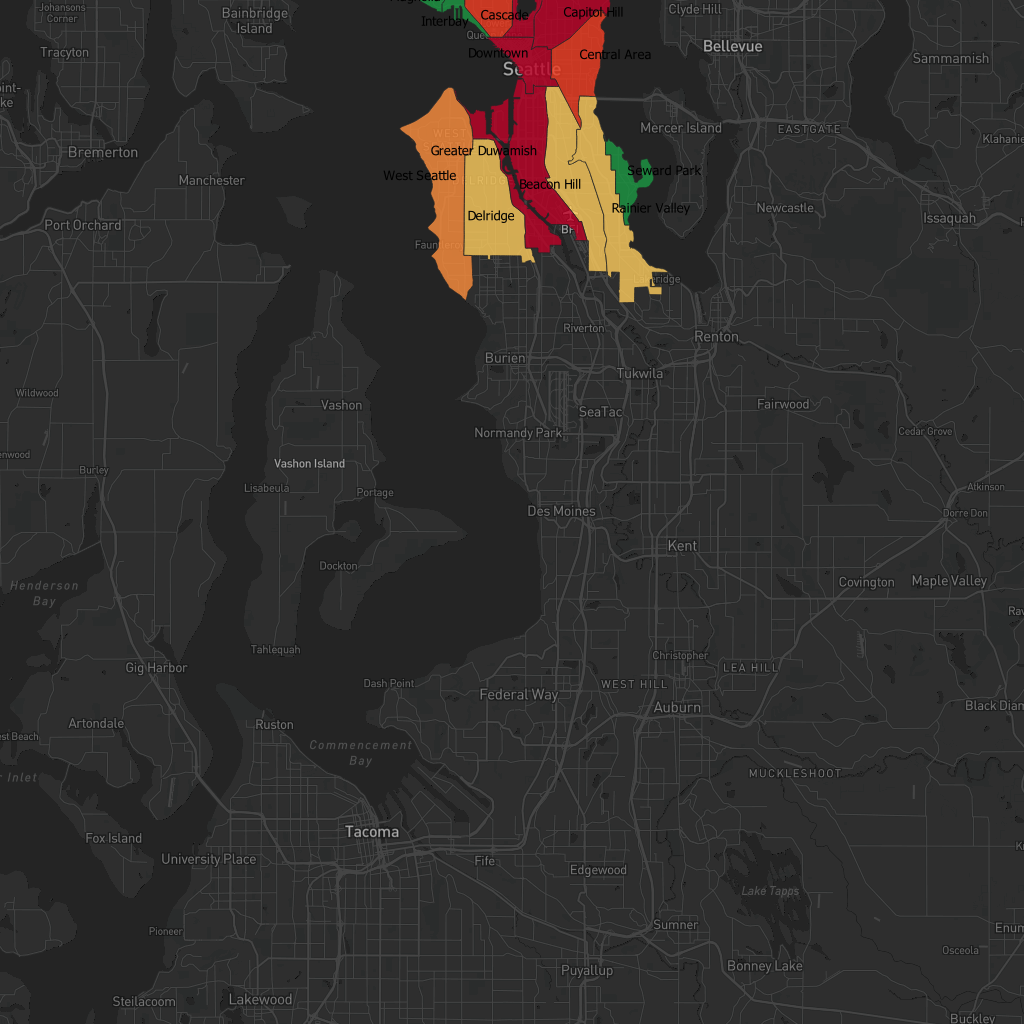 Johansons
Corner
Bainbridge
Island
Interbay
Cascade
Capitol Hill
Clyde Hill
Tracyton
Downtown
Central Area
Bellevue
Sammamish
Seattle
Mercer Island
EASTGATE
Klahanie
Bremerton
Greater Duwamish
West Seattle
Manchester
Beacon Hill
Seward Park
Delridge
Rainier Valley
Newcastle
Issaquah
Port Orchard
Riverton
Renton
Burien
Tukwila
Wildwood
Vashon
SeaTac
Fairwood
Normandy Park
Cedar Grove
Vashon Island
Burley
Lisabeula
Portage
Atkinson
Des Moines
Dorre Don
Kent
Dockton
Henderson
Bay
Covington
Maple Valley
Tahlequah
Gig Harbor
Christopher
LEA HILL
Dash Point
WEST HILL
Federal Way
Auburn
Artondale
Ruston
Commencement
Bay
MUCKLESHOOT
Tacoma
Fox Island
University Place
Fife
Edgewood
Lake Tapps
Pioneer
Sumner
Osceola
Puyallup
Bonney Lake
Steilacoom
Lakewood
Buckley